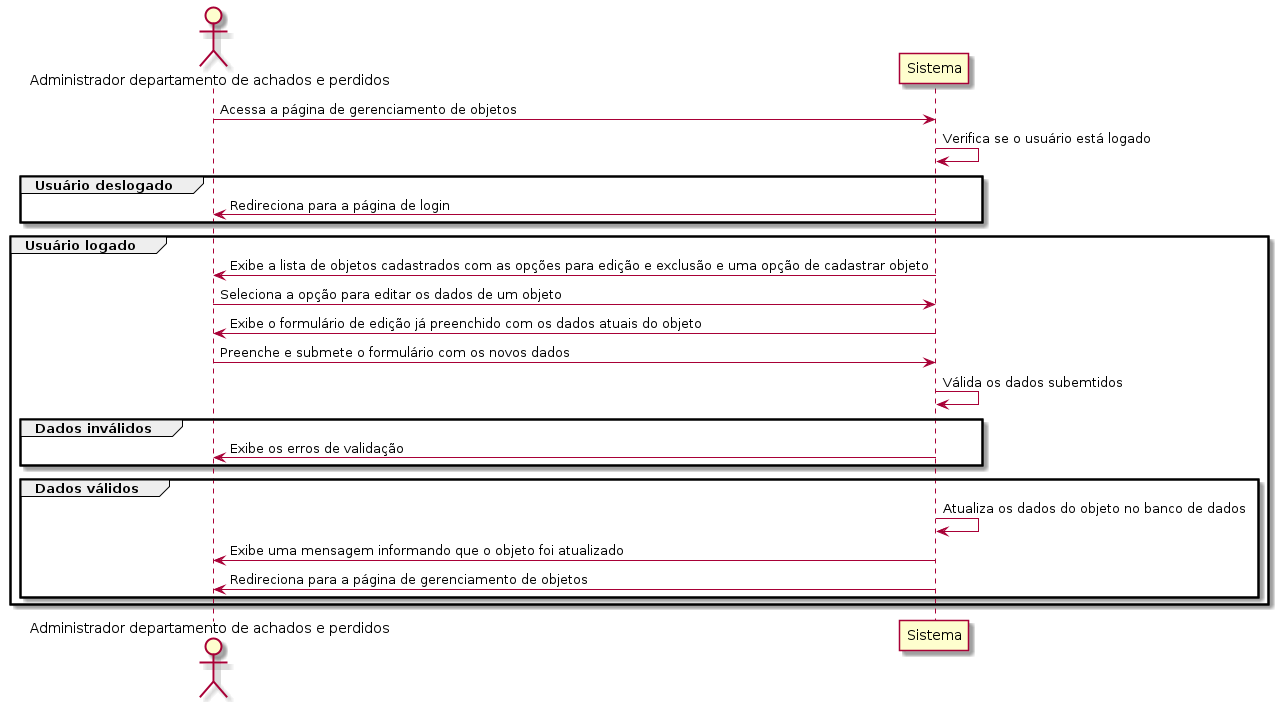 Administrador departamento de achados e perdidos
Sistema
Acessa a página de gerenciamento de objetos
Verifica se o usuário está logado
Usuário deslogado
Redireciona para a página de login
Usuário logado
Exibe a lista de objetos cadastrados com as opções para edição e exclusão e uma opção de cadastrar objeto
Seleciona a opção para editar os dados de um objeto
Exibe o formulário de edição já preenchido com os dados atuais do objeto
Preenche e submete o formulário com os novos dados
Válida os dados subemtidos
Dados inválidos
Exibe os erros de validação
Dados válidos
Atualiza os dados do objeto no banco de dados
Exibe uma mensagem informando que o objeto foi atualizado
Redireciona para a página de gerenciamento de objetos
Administrador departamento de achados e perdidos
Sistema